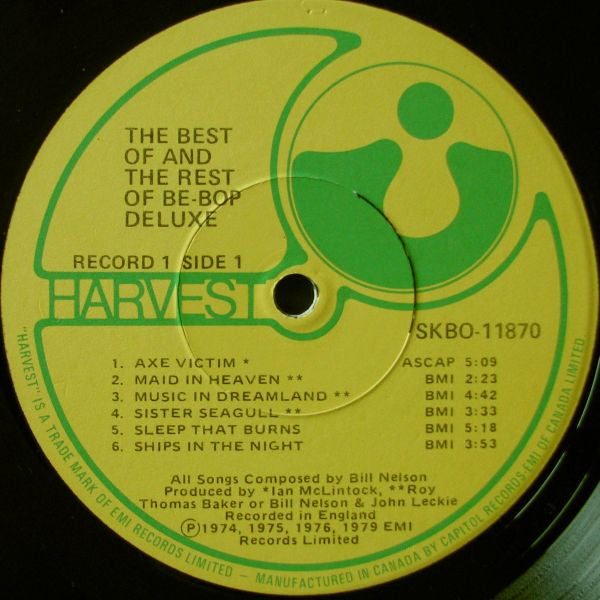 THE BEST
OF AND
THE REST
OF BE-BOP
DELUXE
RECORD 1 SIDE 1
HARVEST
SKBO-11870
1. AXE VICTIM * ASCAP 5:09
2. MAID IN HEAVEN ** BMI 2:23
3. MUSIC IN DREAMLAND ** BMI 4:42
4. SISTER SEAGULL ** BMI 3:33
5. SLEEP THAT BURNS BMI 5:18
6. SHIPS IN THE NIGHT BMI 3:53
All Songs Composed by Bill Nelson
Produced by *Ian McLintock, **Roy
Thomas Baker or Bill Nelson & John Leckie
Recorded in England
Ⓟ1974, 1975, 1976, 1979 EMI
Records Limited
"HARVEST" IS A TRADE MARK OF EMI RECORDS LIMITED – MANUFACTURED IN CANADA BY CAPITOL RECORDS-EMI OF CANADA LIMITED